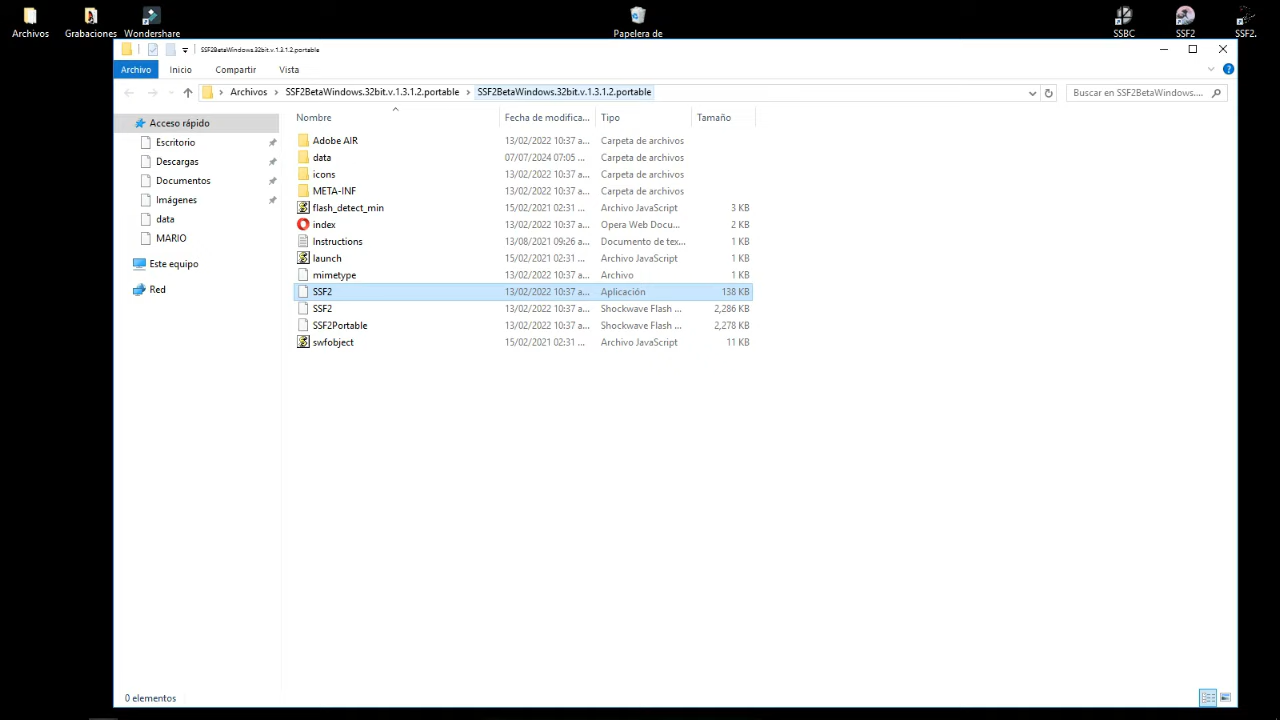 Archivos
Grabaciones
Wondershare
Papelera de
SSBC
SSF2
SSF2.
SSF2BetaWindows.32bit.v.1.3.1.2.portable
Archivo Inicio Compartir Vista
Archivos SSF2BetaWindows.32bit.v.1.3.1.2.portable SSF2BetaWindows.32bit.v.1.3.1.2.portable Buscar en SSF2BetaWindows....
Acceso rápido
Escritorio
Descargas
Documentos
Imágenes
data
MARIO
Este equipo
Red
Nombre Fecha de modifica... Tipo Tamaño
Adobe AIR 13/02/2022 10:37 a... Carpeta de archivos
data 07/07/2024 07:05 ... Carpeta de archivos
icons 13/02/2022 10:37 a... Carpeta de archivos
META-INF 13/02/2022 10:37 a... Carpeta de archivos
flash_detect_min 15/02/2021 02:31 ... Archivo JavaScript 3 KB
index 13/02/2022 10:37 a... Opera Web Docu... 2 KB
Instructions 13/08/2021 09:26 a... Documento de tex... 1 KB
launch 15/02/2021 02:31 ... Archivo JavaScript 1 KB
mimetype 13/02/2022 10:37 a... Archivo 1 KB
SSF2 13/02/2022 10:37 a... Aplicación 138 KB
SSF2 13/02/2022 10:37 a... Shockwave Flash ... 2,286 KB
SSF2Portable 13/02/2022 10:37 a... Shockwave Flash ... 2,278 KB
swfobject 15/02/2021 02:31 ... Archivo JavaScript 11 KB
0 elementos